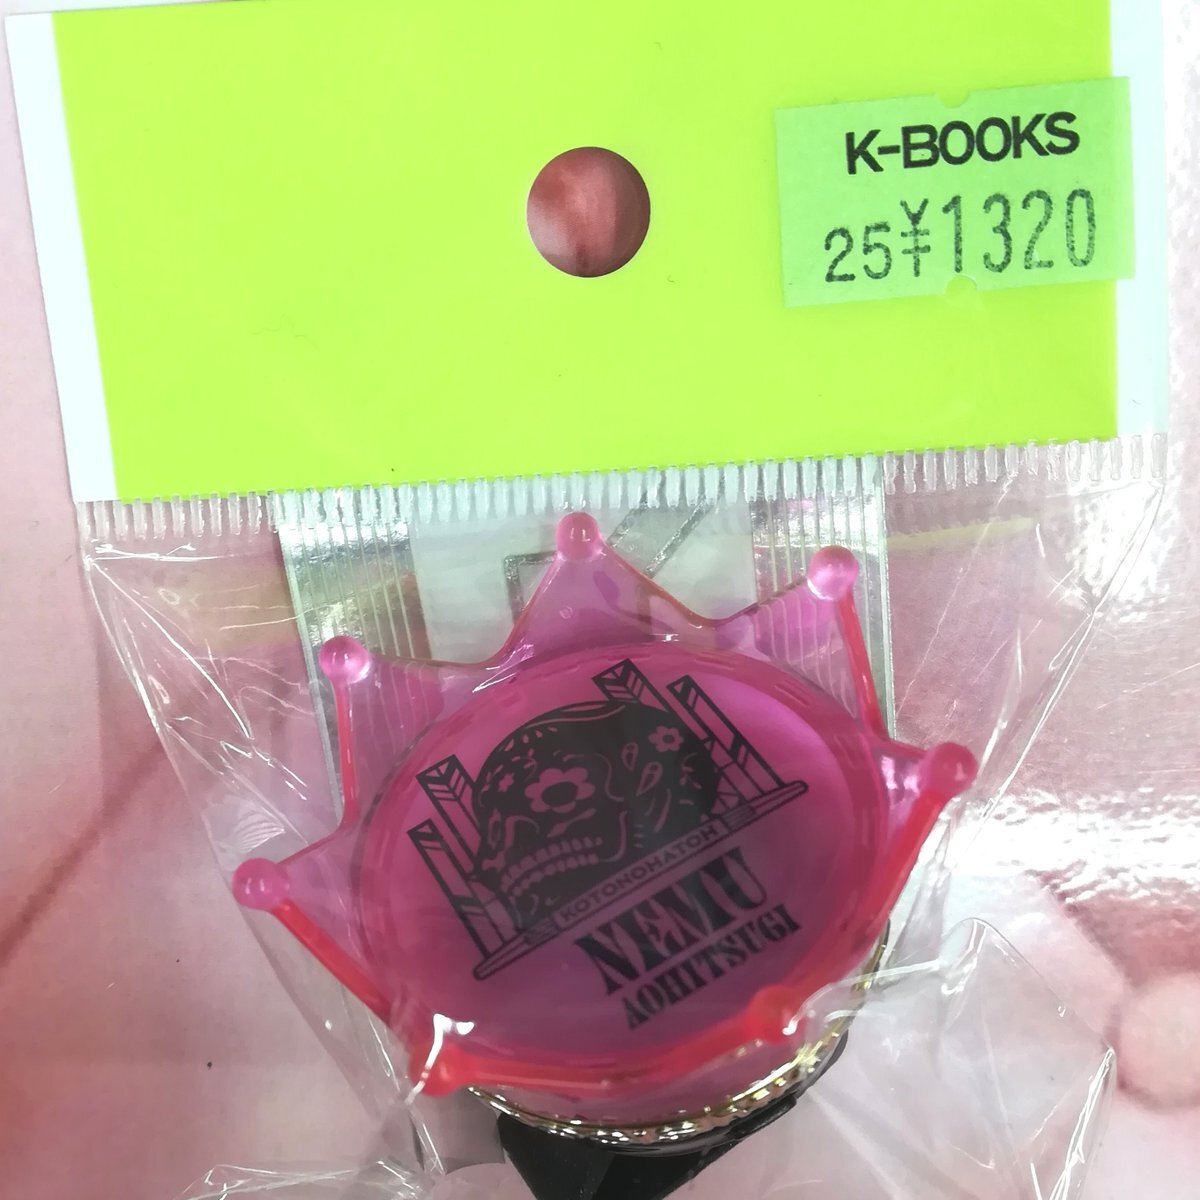 K-BOOKS
25¥1320
KOTONOHATOH
NEMU
AOHITSUGI